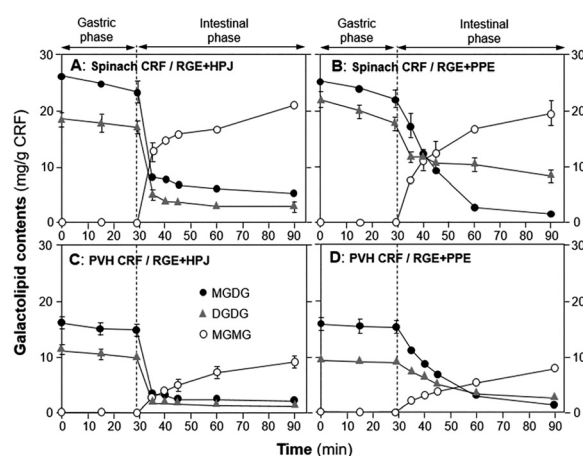 Gastric phase
Intestinal phase
A: Spinach CRF / RGE+HPJ
B: Spinach CRF / RGE+PPE
30
20
10
0
30
20
10
0
0 10 20 30 40 50 60 70 80 90
0 10 20 30 40 50 60 70 80 90
C: PVH CRF / RGE+HPJ
D: PVH CRF / RGE+PPE
MGDG
DGDG
MGMG
30
20
10
0
30
20
10
0
0 10 20 30 40 50 60 70 80 90
0 10 20 30 40 50 60 70 80 90
Galactolipid contents (mg/g CRF)
Time (min)
Gastric phase
Intestinal phase